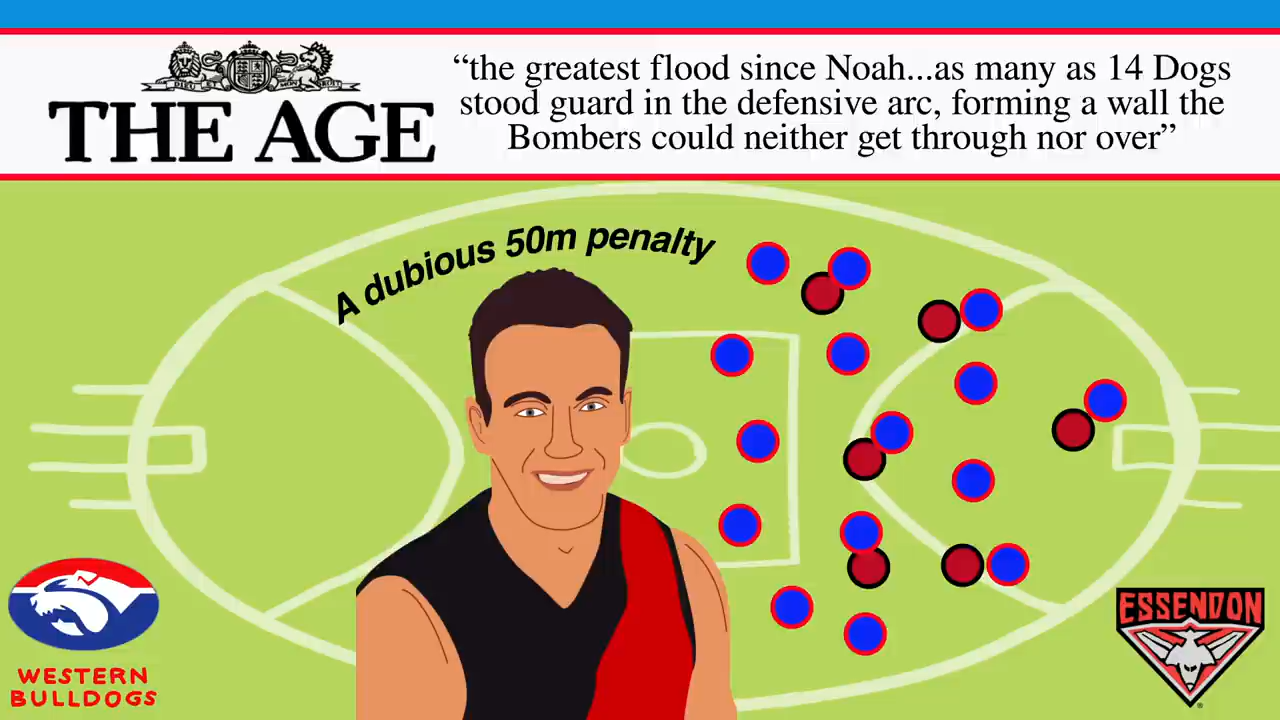 THE AGE
“the greatest flood since Noah...as many as 14 Dogs
stood guard in the defensive arc, forming a wall the
Bombers could neither get through nor over”
A dubious 50m penalty
WESTERN
BULLDOGS
ESSENDON